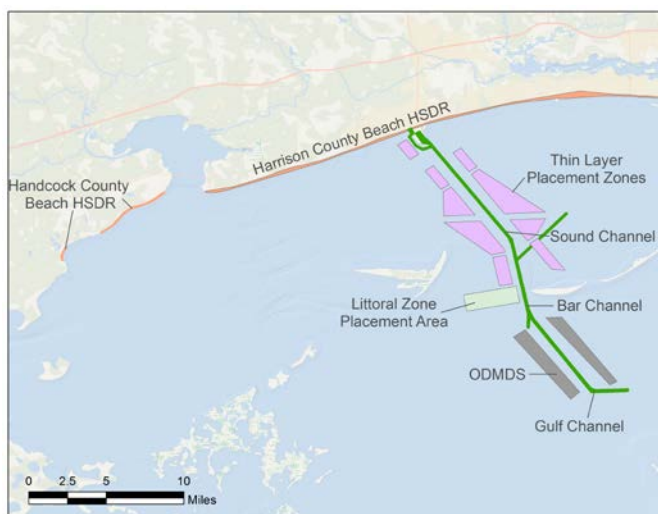 Harrison County Beach HSDR
Handcock County
Beach HSDR
Thin Layer
Placement Zones
Sound Channel
Littoral Zone
Placement Area
Bar Channel
ODMDS
Gulf Channel
0 2.5 5 10
Miles